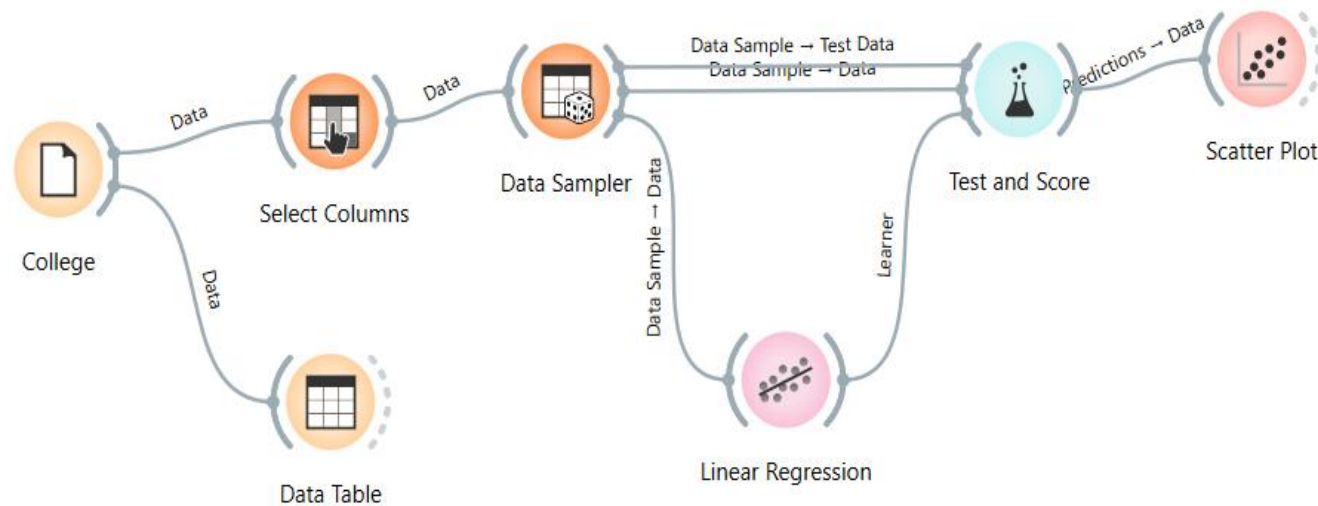 Data Sample → Test Data
Data Sample → Data
Predictions → Data
Data
Data
Scatter Plot
Data Sampler
Test and Score
Select Columns
Data Sample → Data
Learner
College
Data
Linear Regression
Data Table